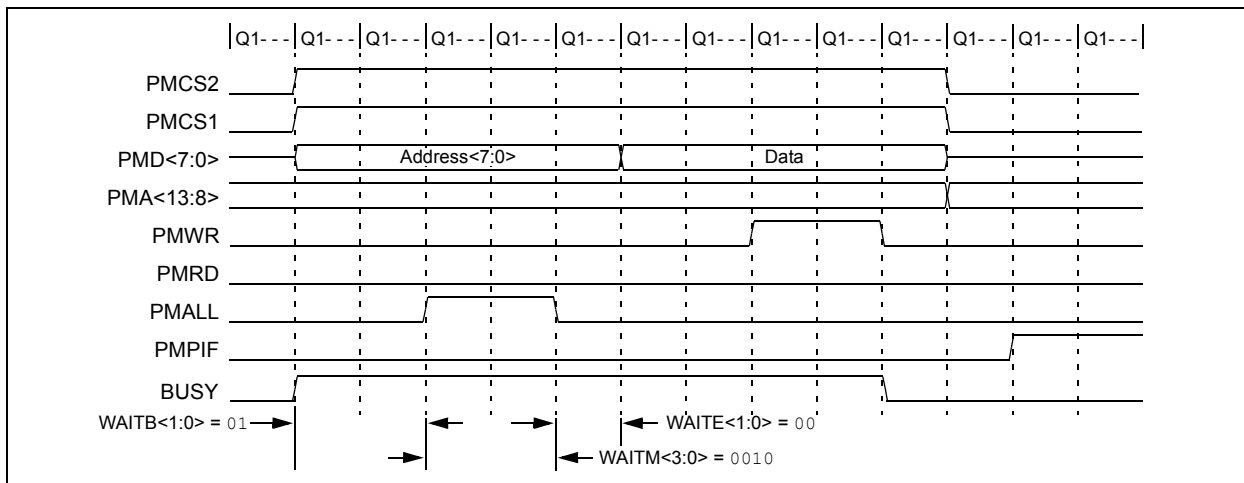 Q1- - - Q1- - - Q1- - - Q1- - - Q1- - - Q1- - - Q1- - - Q1- - - Q1- - - Q1- - - Q1- - - Q1- - - Q1- - - Q1- - -
PMCS2
PMCS1
PMD<7:0> Address<7:0> Data
PMA<13:8>
PMWR
PMRD
PMALL
PMPIF
BUSY
WAITB<1:0> = 01 WAITE<1:0> = 00
WAITM<3:0> = 0010